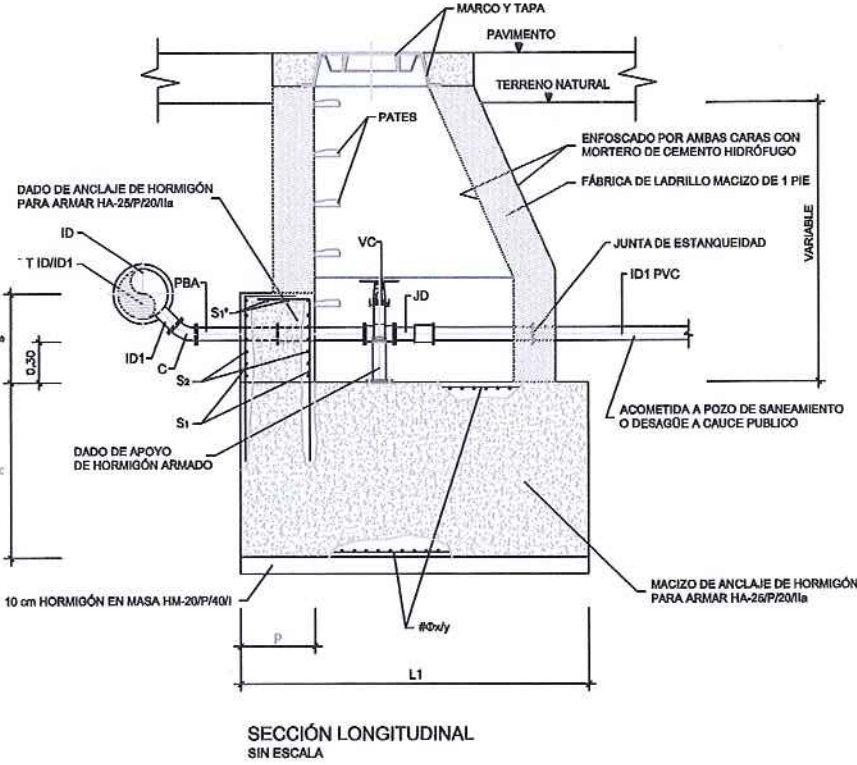 MARCO Y TAPA
PAVIMENTO
TERRENO NATURAL
PATES
ENFOSCADO POR AMBAS CARAS CON
MORTERO DE CEMENTO HIDRÓFUGO
FÁBRICA DE LADRILLO MACIZO DE 1 PIE
DADO DE ANCLAJE DE HORMIGÓN
PARA ARMAR HA-25/P/20/IIa
VARIABLE
ID
T ID/ID1
PBA
VC
JUNTA DE ESTANQUEIDAD
ID1 PVC
JD
S1'
ID1
C
0,30
S2
S1
ACOMETIDA A POZO DE SANEAMIENTO
O DESAGÜE A CAUCE PUBLICO
DADO DE APOYO
DE HORMIGÓN ARMADO
10 cm HORMIGÓN EN MASA HM-20/P/40/I
MACIZO DE ANCLAJE DE HORMIGÓN
PARA ARMAR HA-25/P/20/IIa
#Φx/y
P
L1
SECCIÓN LONGITUDINAL
SIN ESCALA